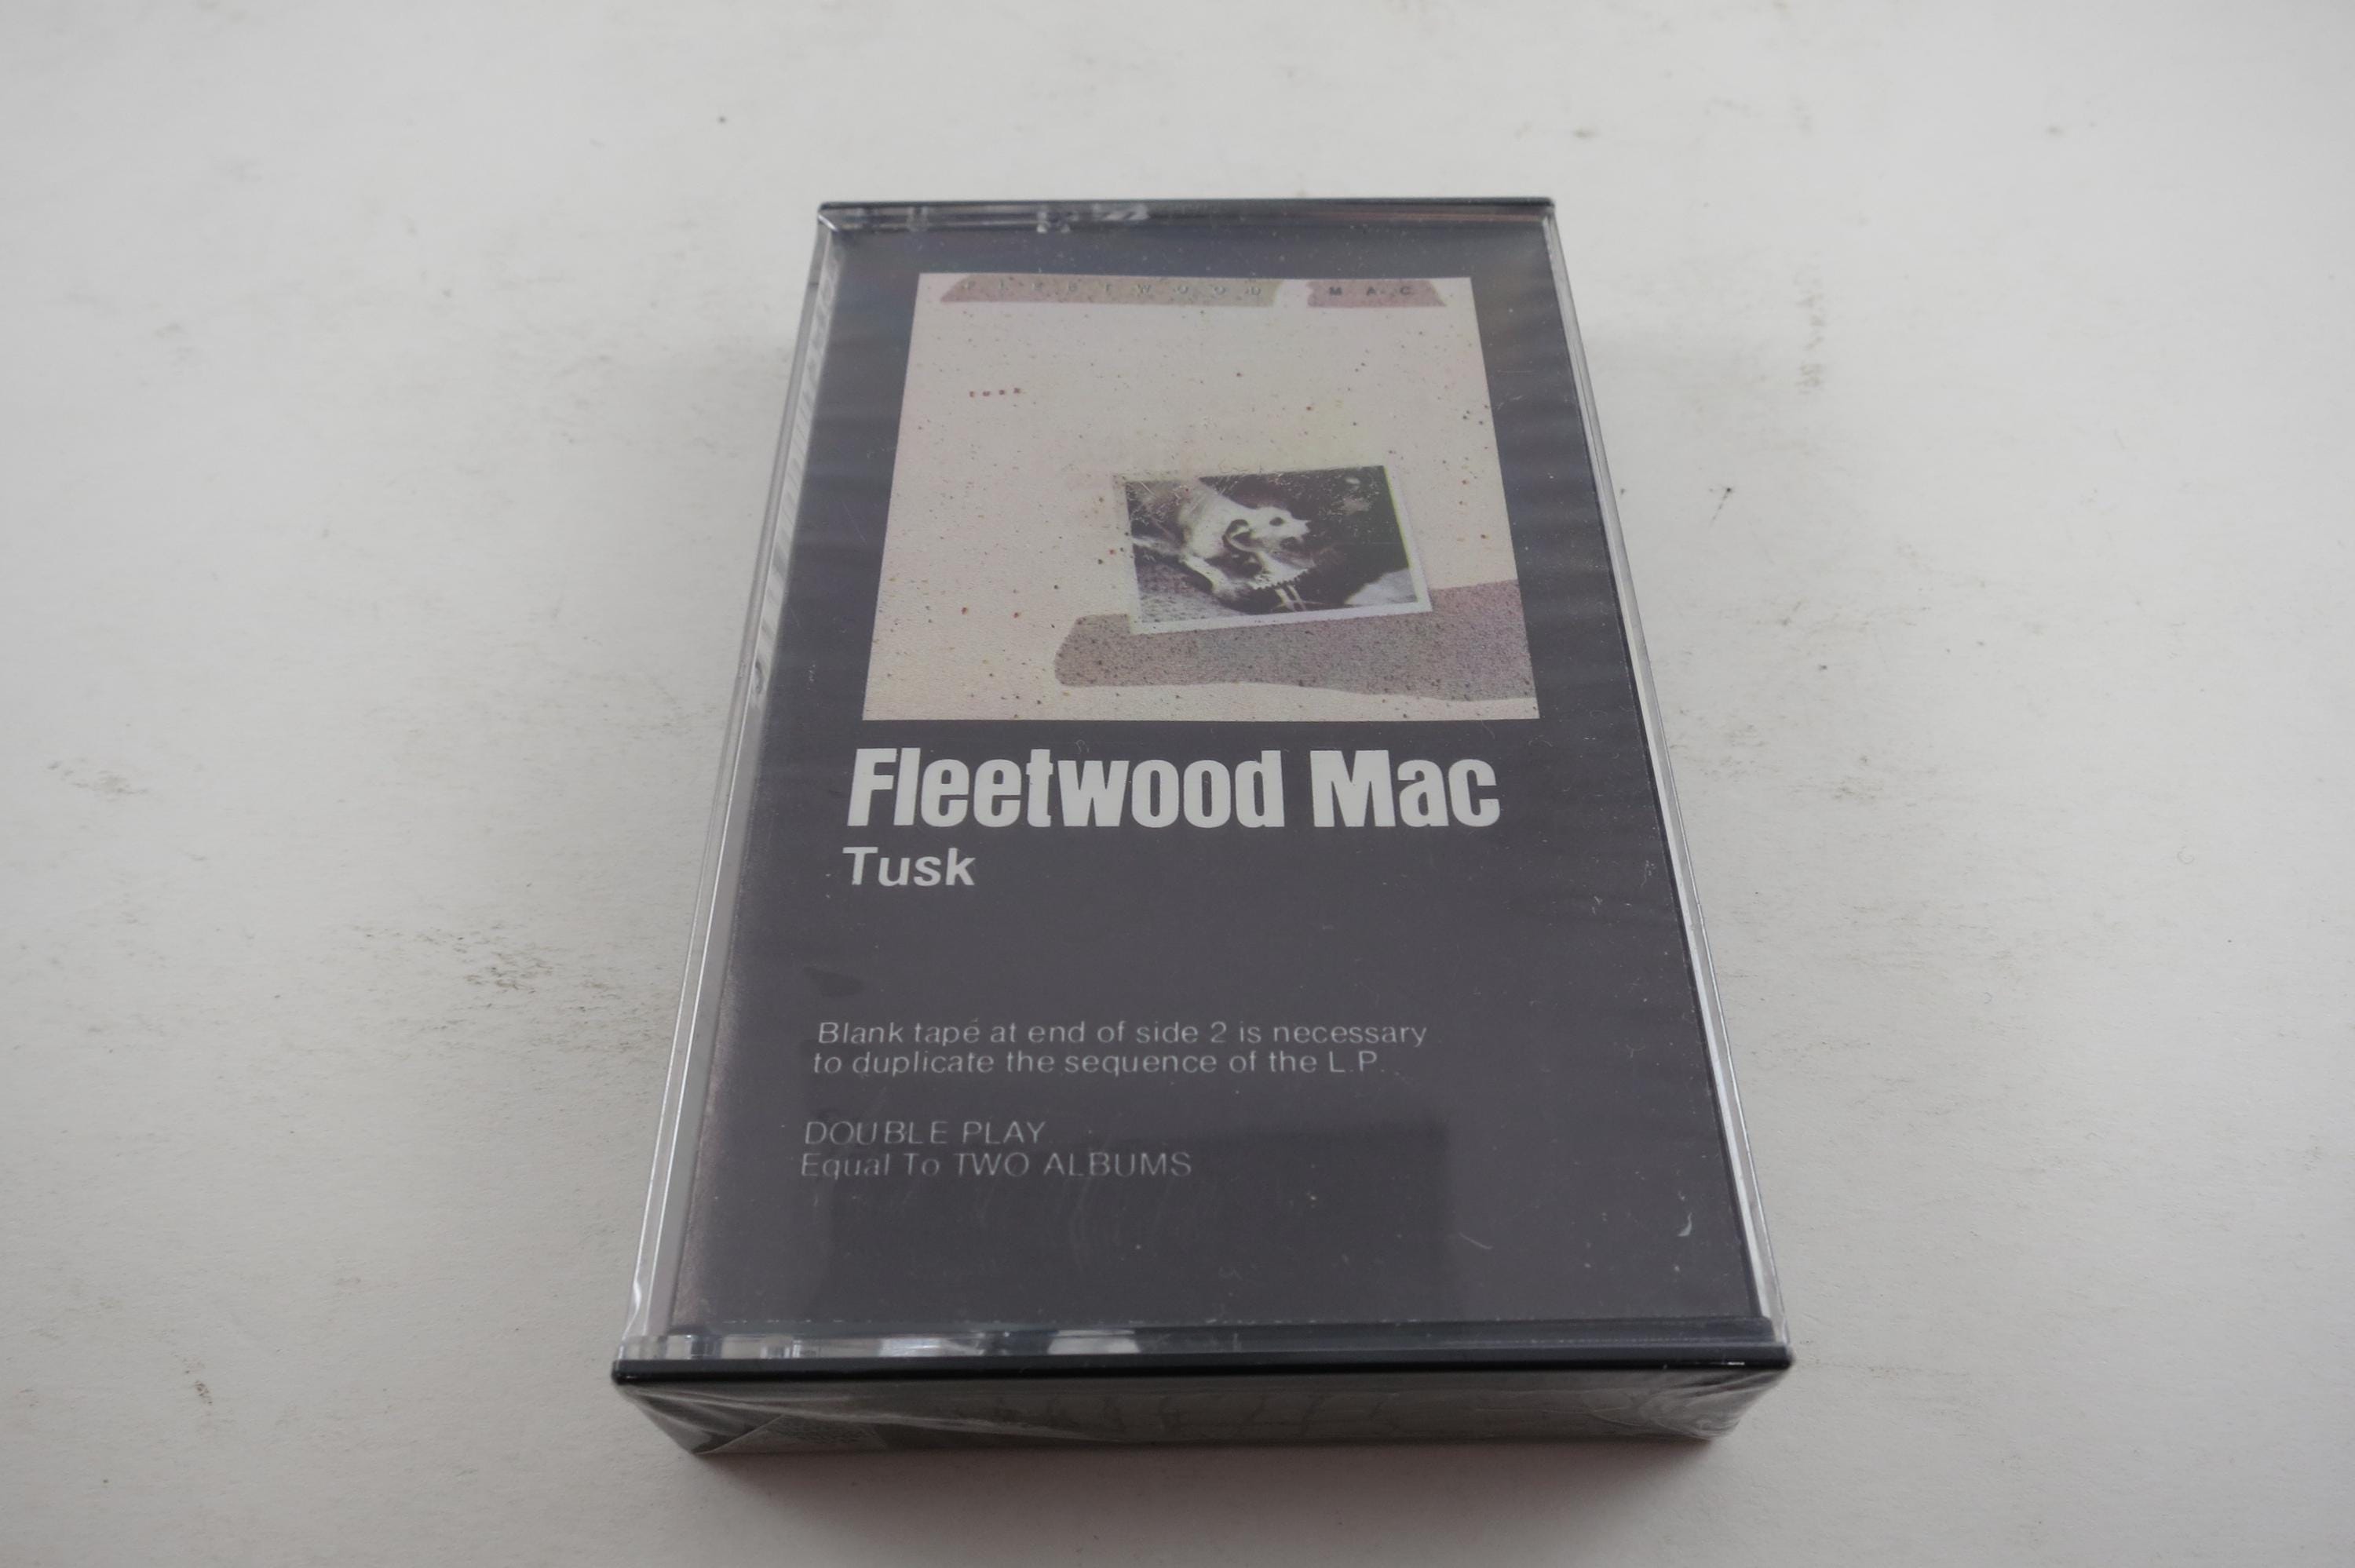 FLEETWOOD MAC
TUSK
Fleetwood Mac
Tusk
Blank tape at end of side 2 is necessary
to duplicate the sequence of the L.P.
DOUBLE PLAY
Equal To TWO ALBUMS